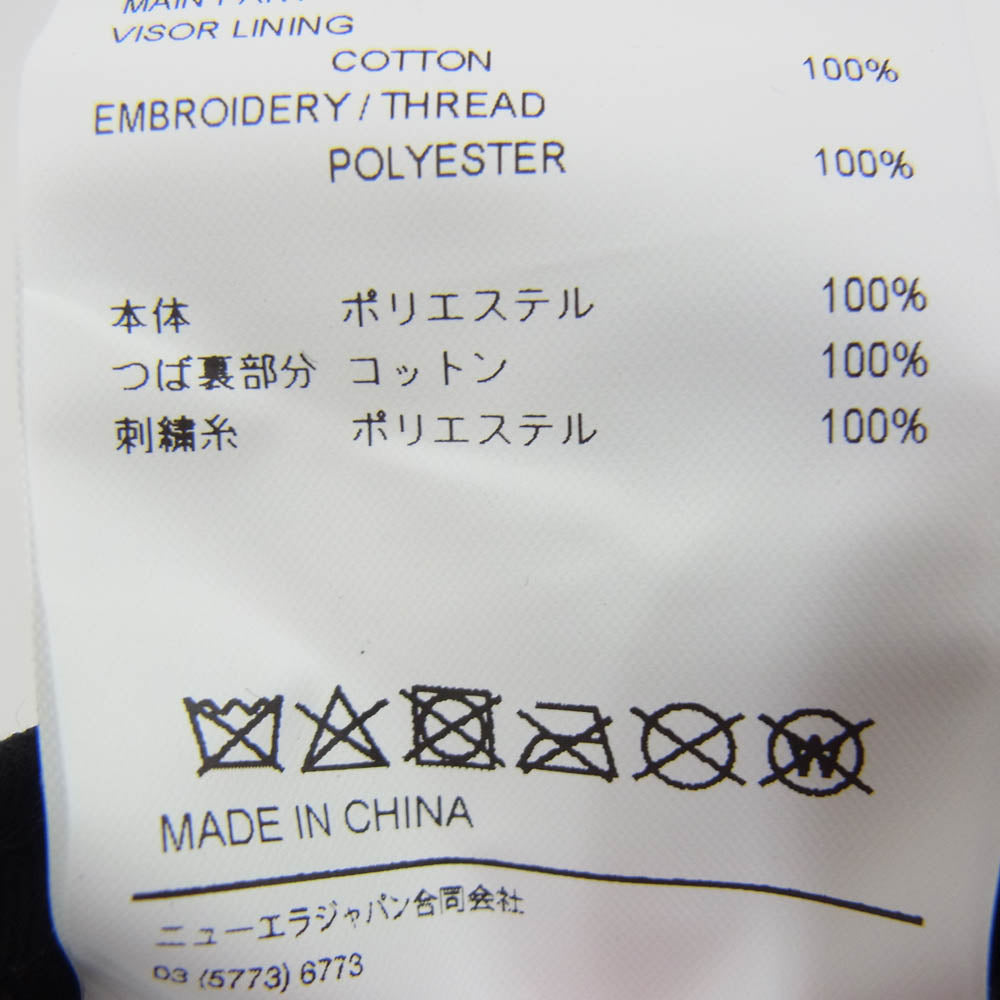 MAIN PART
VISOR LINING
COTTON 100%
EMBROIDERY / THREAD
POLYESTER 100%
本体 ポリエステル 100%
つば裏部分 コットン 100%
刺繍糸 ポリエステル 100%
W
MADE IN CHINA
ニューエラジャパン合同会社
03 (5773) 6773